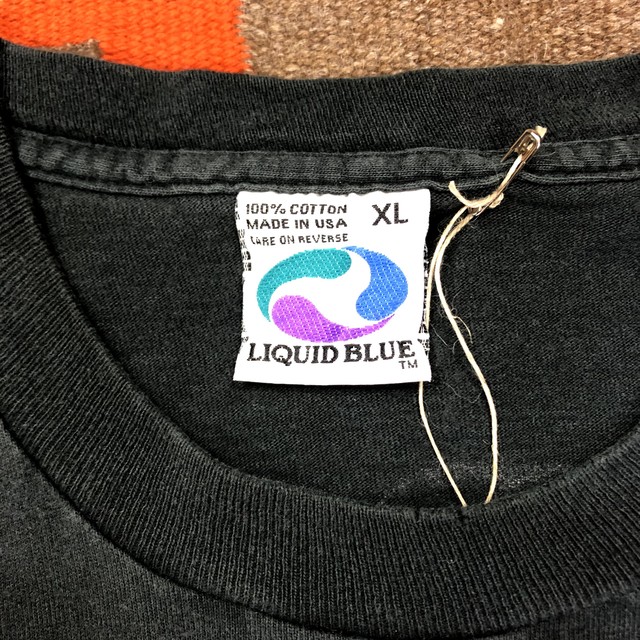 100% COTTON XL
MADE IN USA
CARE ON REVERSE
LIQUID BLUE
TM